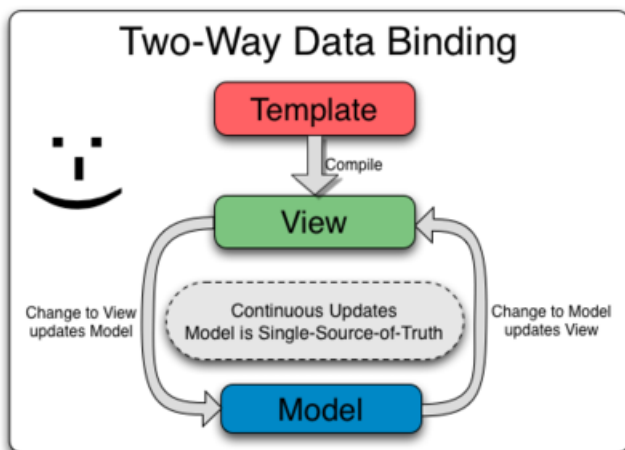 Two-Way Data Binding
Template
Compile
View
Change to View
updates Model
Continuous Updates
Model is Single-Source-of-Truth
Change to Model
updates View
Model